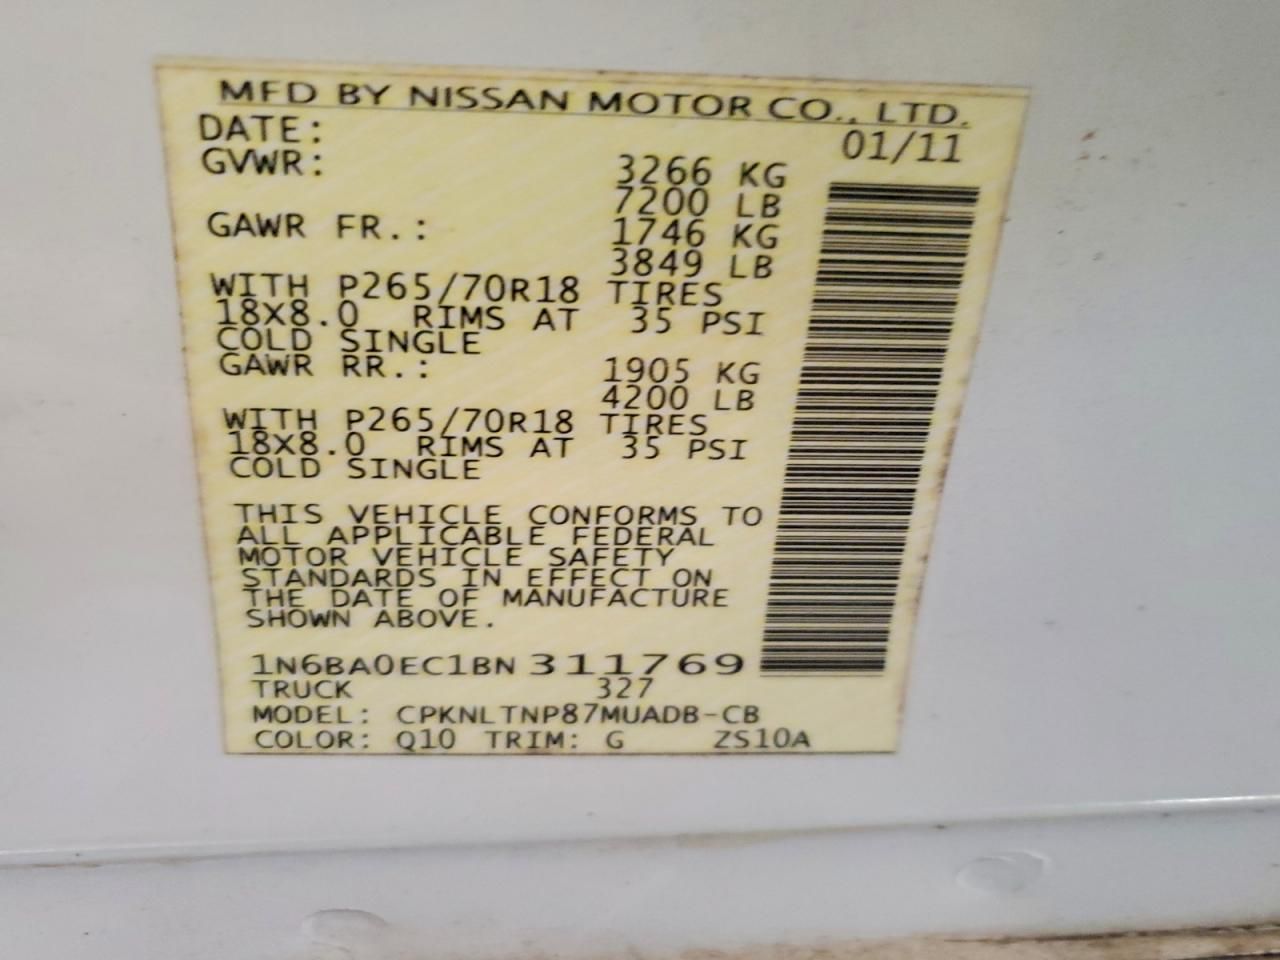 MFD BY NISSAN MOTOR CO., LTD.
DATE: 01/11
GVWR: 3266 KG
7200 LB
GAWR FR.: 1746 KG
3849 LB
WITH P265/70R18 TIRES
18X8.0 RIMS AT 35 PSI
COLD SINGLE
GAWR RR.: 1905 KG
4200 LB
WITH P265/70R18 TIRES
18X8.0 RIMS AT 35 PSI
COLD SINGLE
THIS VEHICLE CONFORMS TO
ALL APPLICABLE FEDERAL
MOTOR VEHICLE SAFETY
STANDARDS IN EFFECT ON
THE DATE OF MANUFACTURE
SHOWN ABOVE.
1N6BA0EC1BN311769
TRUCK 327
MODEL: CPKNLTNP87MUADB-CB
COLOR: Q10 TRIM: G ZS10A